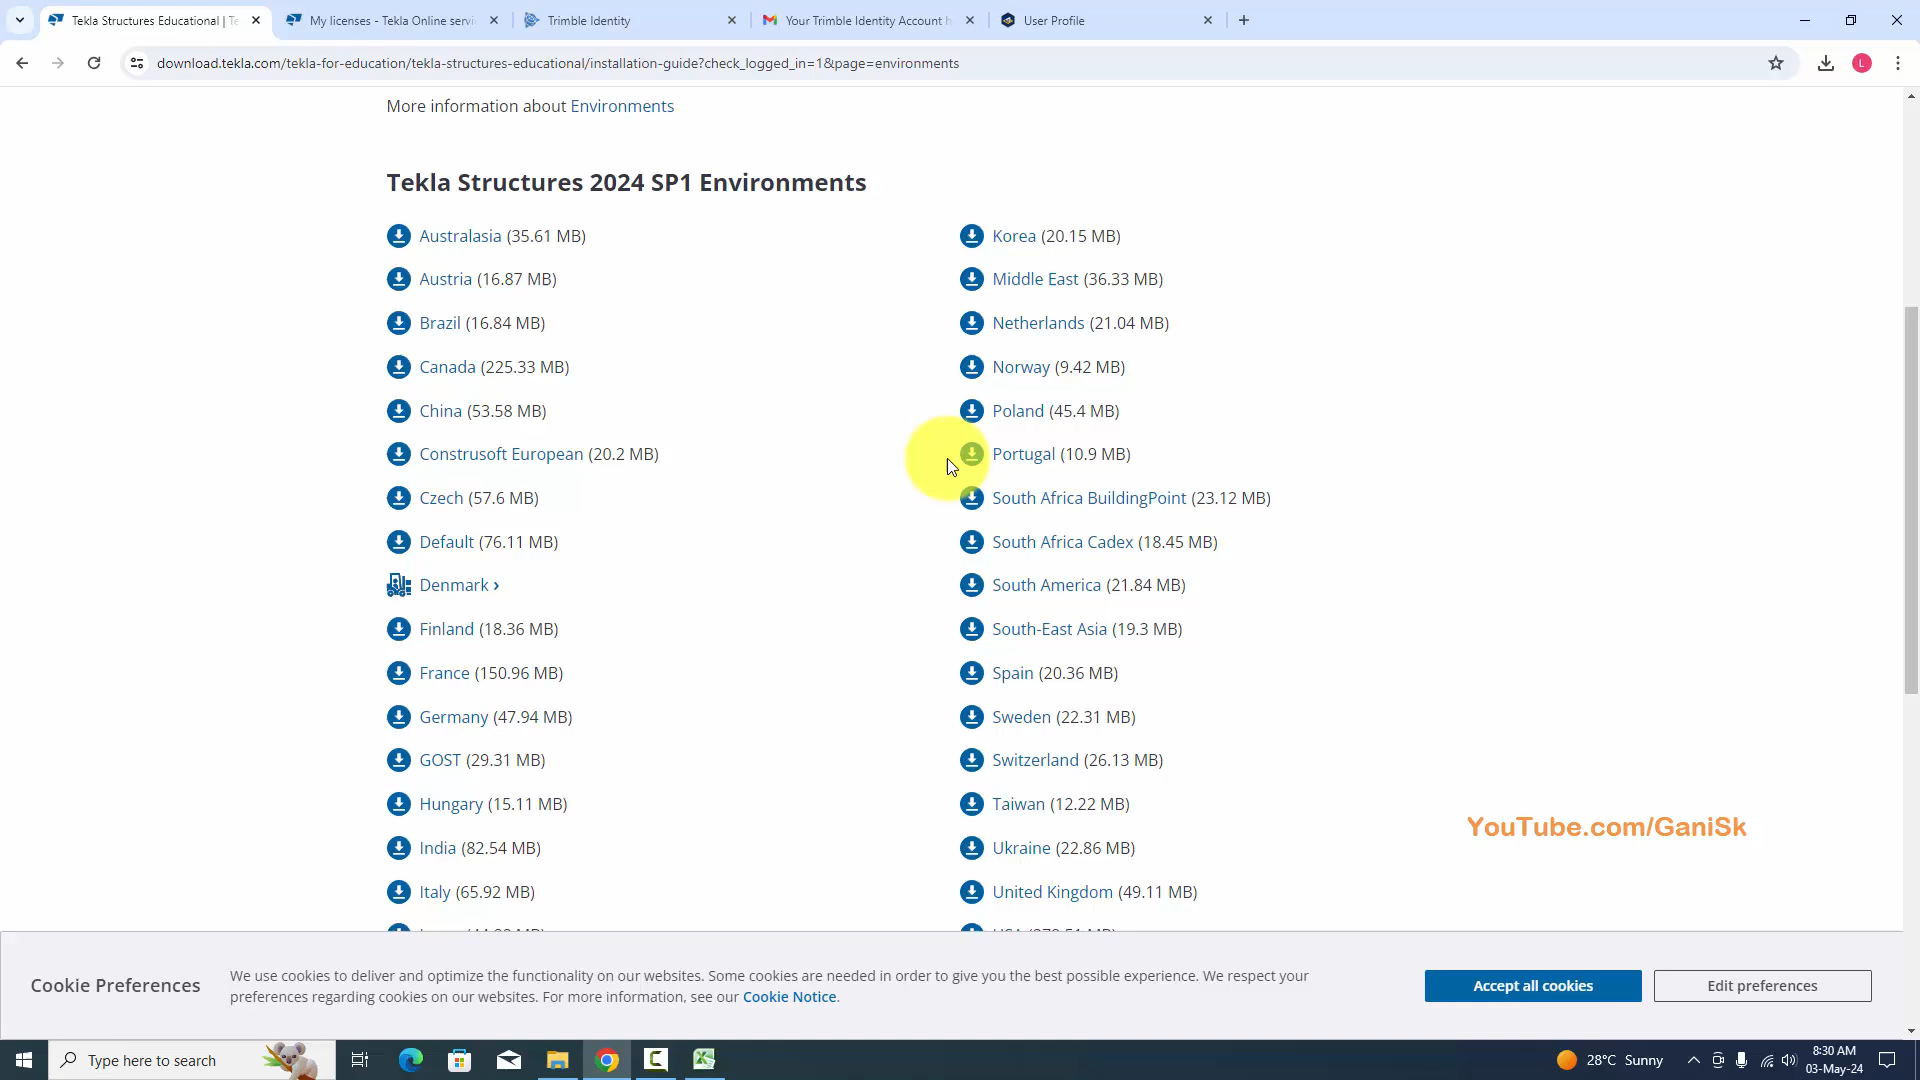 Tekla Structures Educational | Te
My licenses - Tekla Online servi
Trimble Identity
Your Trimble Identity Account h
User Profile
download.tekla.com/tekla-for-education/tekla-structures-educational/installation-guide?check_logged_in=1&page=environments
L
More information about Environments
Tekla Structures 2024 SP1 Environments
Australasia (35.61 MB)
Austria (16.87 MB)
Brazil (16.84 MB)
Canada (225.33 MB)
China (53.58 MB)
Construsoft European (20.2 MB)
Czech (57.6 MB)
Default (76.11 MB)
Denmark ›
Finland (18.36 MB)
France (150.96 MB)
Germany (47.94 MB)
GOST (29.31 MB)
Hungary (15.11 MB)
India (82.54 MB)
Italy (65.92 MB)
Korea (20.15 MB)
Middle East (36.33 MB)
Netherlands (21.04 MB)
Norway (9.42 MB)
Poland (45.4 MB)
Portugal (10.9 MB)
South Africa BuildingPoint (23.12 MB)
South Africa Cadex (18.45 MB)
South America (21.84 MB)
South-East Asia (19.3 MB)
Spain (20.36 MB)
Sweden (22.31 MB)
Switzerland (26.13 MB)
Taiwan (12.22 MB)
Ukraine (22.86 MB)
United Kingdom (49.11 MB)
YouTube.com/GaniSk
Cookie Preferences
We use cookies to deliver and optimize the functionality on our websites. Some cookies are needed in order to give you the best possible experience. We respect your
preferences regarding cookies on our websites. For more information, see our Cookie Notice.
Accept all cookies
Edit preferences
Type here to search
28°C Sunny
8:30 AM
03-May-24